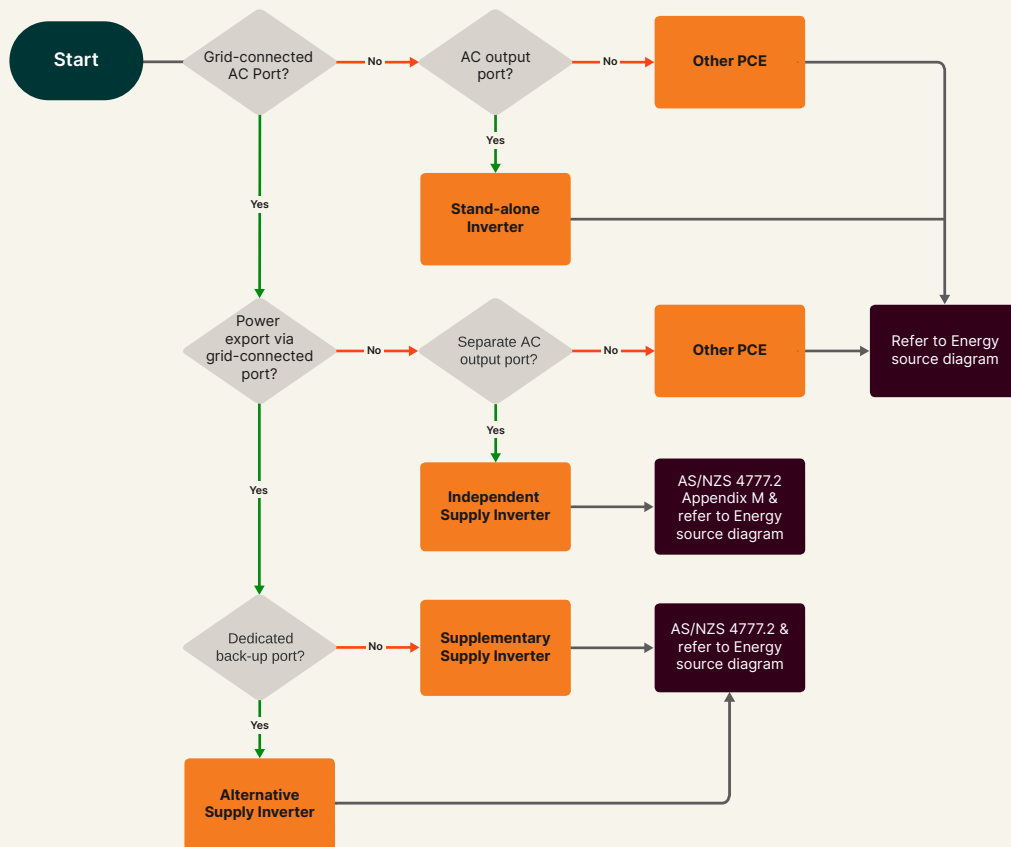 Start
Grid-connected
AC Port?
No
AC output
port?
No
Other PCE
Yes
Yes
Stand-alone
Inverter
Power
export via
grid-connected
port?
No
Separate AC
output port?
No
Other PCE
Refer to Energy
source diagram
Yes
Yes
Independent
Supply Inverter
AS/NZS 4777.2
Appendix M &
refer to Energy
source diagram
Dedicated
back-up port?
No
Supplementary
Supply Inverter
AS/NZS 4777.2 &
refer to Energy
source diagram
Yes
Alternative
Supply Inverter